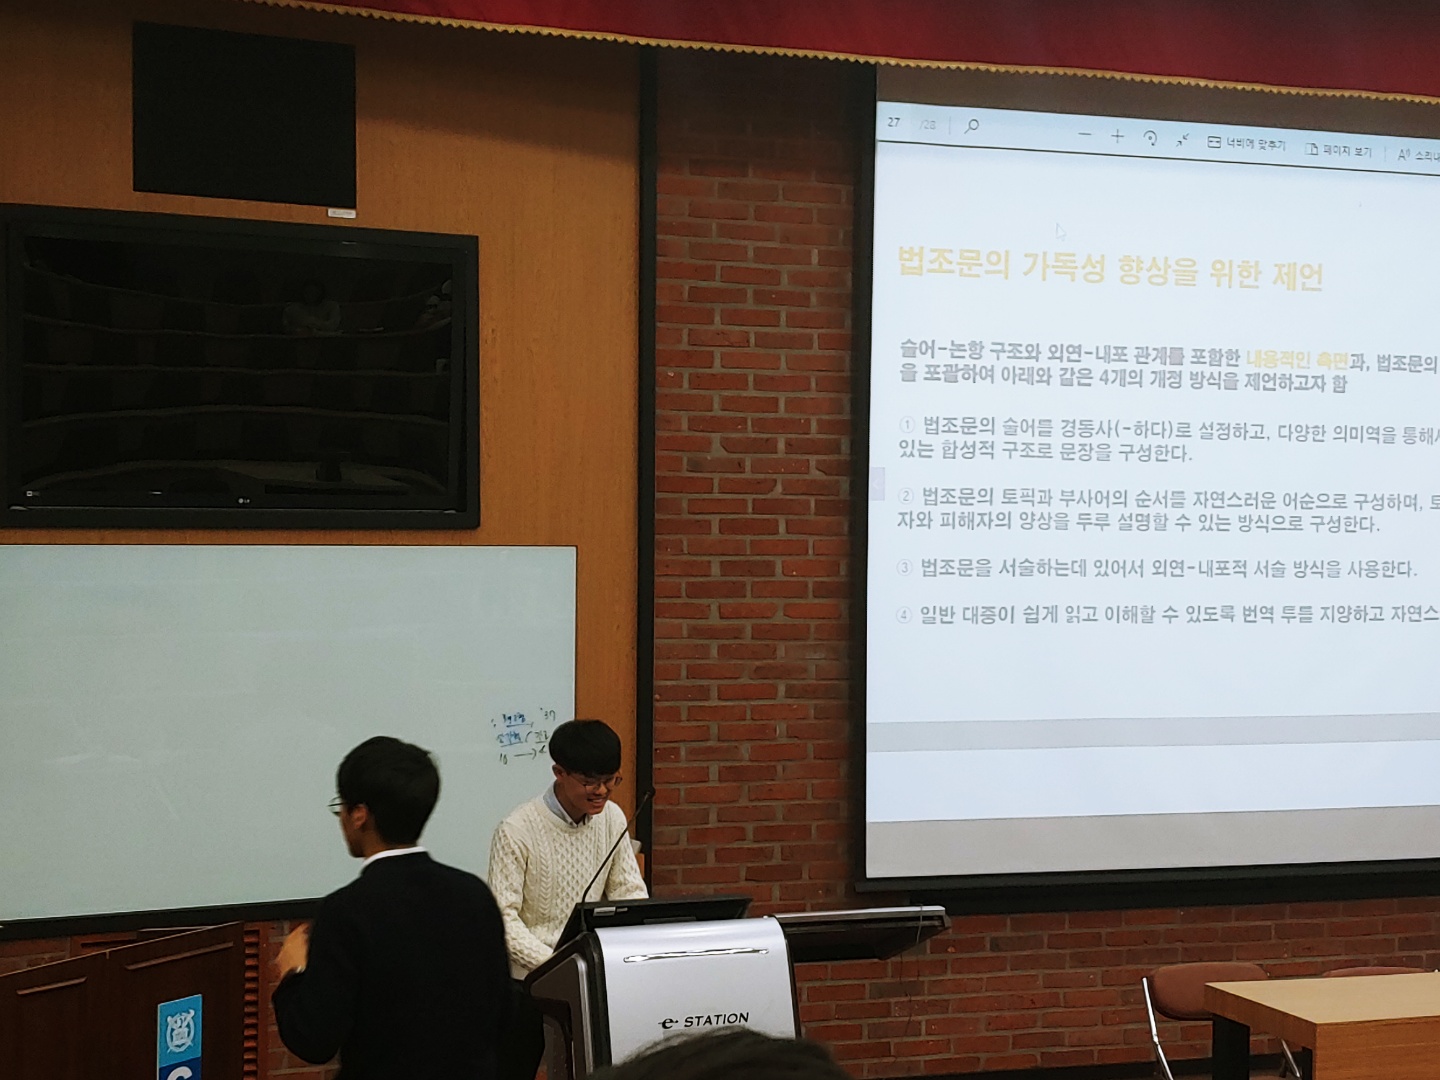 27 /28 너비에 맞추기 페이지 보기
법조문의 가독성 향상을 위한 제언
술어-논항 구조와 외연-내포 관계를 포함한 내용적인 측면과, 법조문의
을 포괄하여 아래와 같은 4개의 개정 방식을 제언하고자 함
① 법조문의 술어를 경동사(-하다)로 설정하고, 다양한 의미역을 통해
있는 합성적 구조로 문장을 구성한다.
② 법조문의 토픽과 부사어의 순서를 자연스러운 어순으로 구성하며,
자와 피해자의 양상을 두루 설명할 수 있는 방식으로 구성한다.
③ 법조문을 서술하는데 있어서 외연-내포적 서술 방식을 사용한다.
④ 일반 대중이 쉽게 읽고 이해할 수 있도록 번역 투를 지양하고 자연스
LG
e STATION